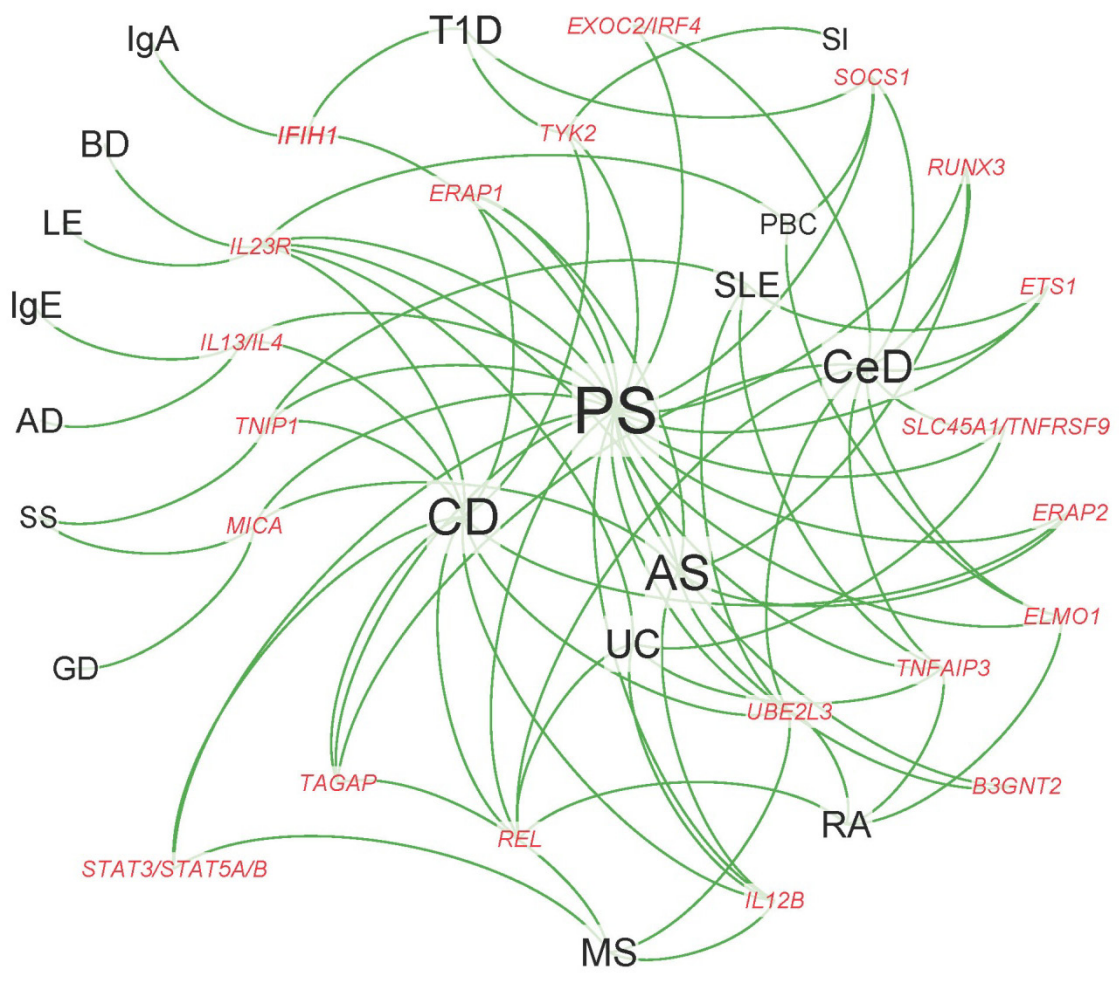 IgA
T1D
EXOC2/IRF4
SI
SOCS1
BD
IFIH1
TYK2
RUNX3
ERAP1
LE
IL23R
PBC
SLE
ETS1
IgE
IL13/IL4
CeD
PS
AD
TNIP1
SLC45A1/TNFRSF9
SS
MICA
CD
ERAP2
AS
ELMO1
GD
UC
TNFAIP3
UBE2L3
TAGAP
B3GNT2
REL
RA
STAT3/STAT5A/B
IL12B
MS